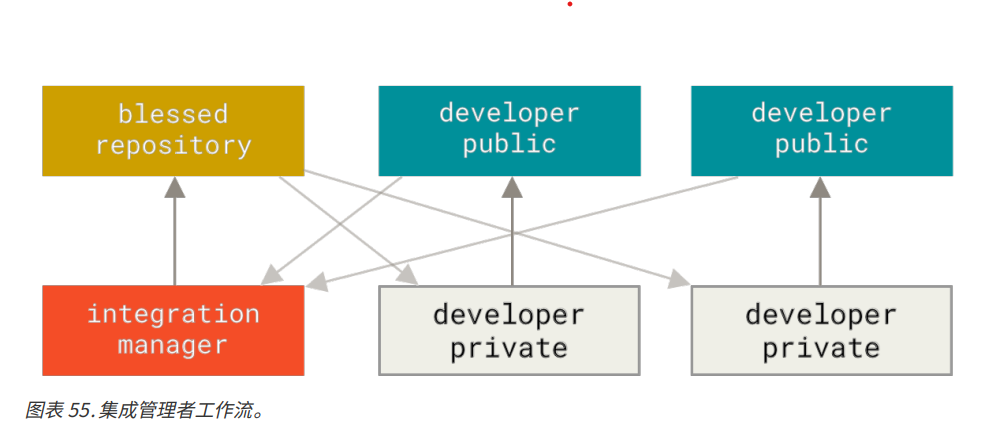 blessed
repository
developer
public
developer
public
integration
manager
developer
private
developer
private
图表 55. 集成管理者工作流。